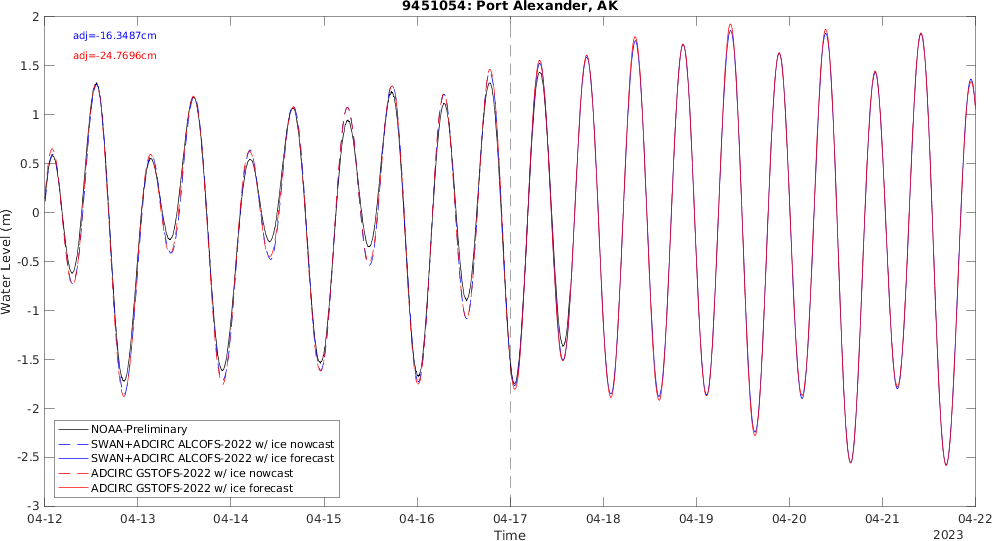 9451054: Port Alexander, AK
adj=-16.3487cm
adj=-24.7696cm
2
1.5
1
0.5
0
-0.5
-1
-1.5
-2
-2.5
-3
Water Level (m)
NOAA-Preliminary
SWAN+ADCIRC ALCOFS-2022 w/ ice nowcast
SWAN+ADCIRC ALCOFS-2022 w/ ice forecast
ADCIRC GSTOFS-2022 w/ ice nowcast
ADCIRC GSTOFS-2022 w/ ice forecast
04-12 04-13 04-14 04-15 04-16 04-17 04-18 04-19 04-20 04-21 04-22
Time
2023